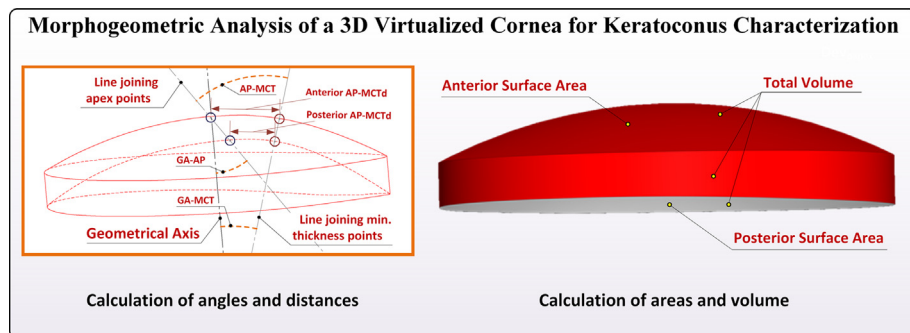 Morphogeometric Analysis of a 3D Virtualized Cornea for Keratoconus Characterization
Line joining
apex points
AP-MCT
Anterior AP-MCTd
Posterior AP-MCTd
GA-AP
GA-MCT
Geometrical Axis
Line joining min.
thickness points
Calculation of angles and distances
Anterior Surface Area
Total Volume
Posterior Surface Area
Calculation of areas and volume